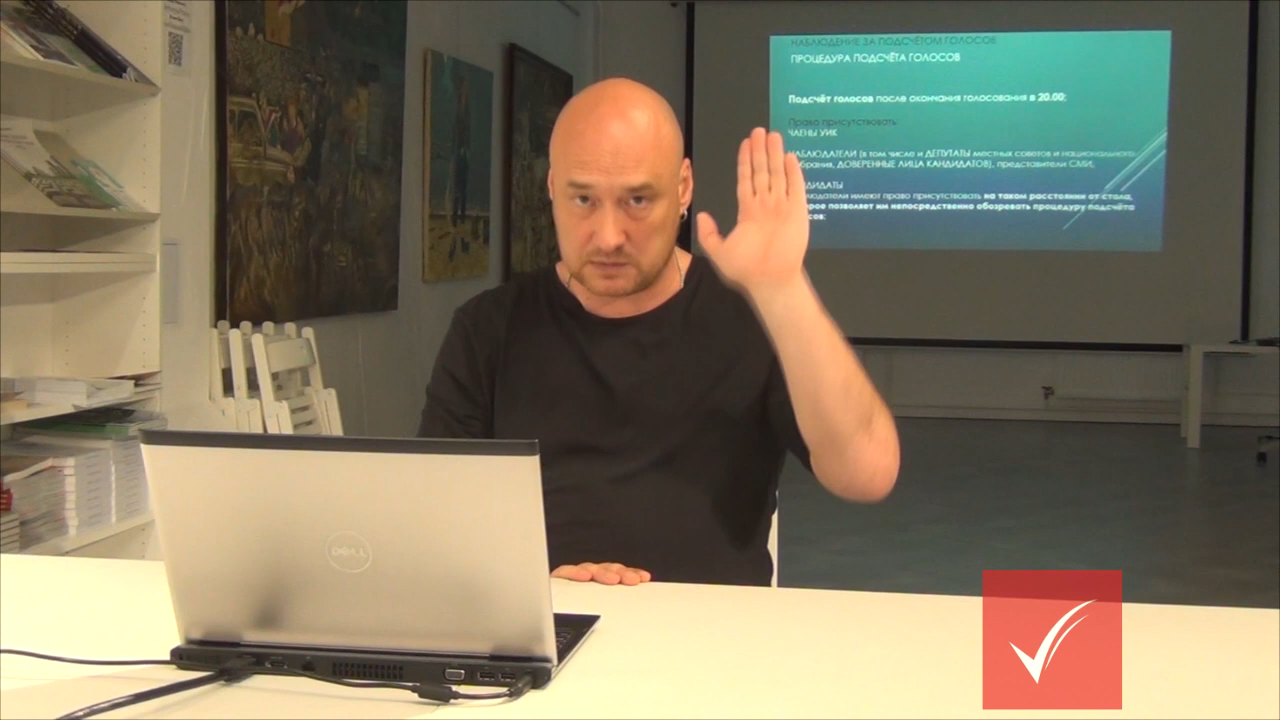 НАБЛЮДЕНИЕ ЗА ПОДСЧЁТОМ ГОЛОСОВ
ПРОЦЕДУРА ПОДСЧЁТА ГОЛОСОВ
Подсчёт голосов после окончания голосования в 20.00;
Право присутствовать:
ЧЛЕНЫ УИК
НАБЛЮДАТЕЛИ (в том числе и ДЕПУТАТЫ местных советов и национального
брания, ДОВЕРЕННЫЕ ЛИЦА КАНДИДАТОВ), представители СМИ,
ДИДАТЫ
юдатели имеют право присутствовать на таком расстоянии от стола,
орое позволяет им непосредственно обозревать процедуру подсчёта
сов;
DELL